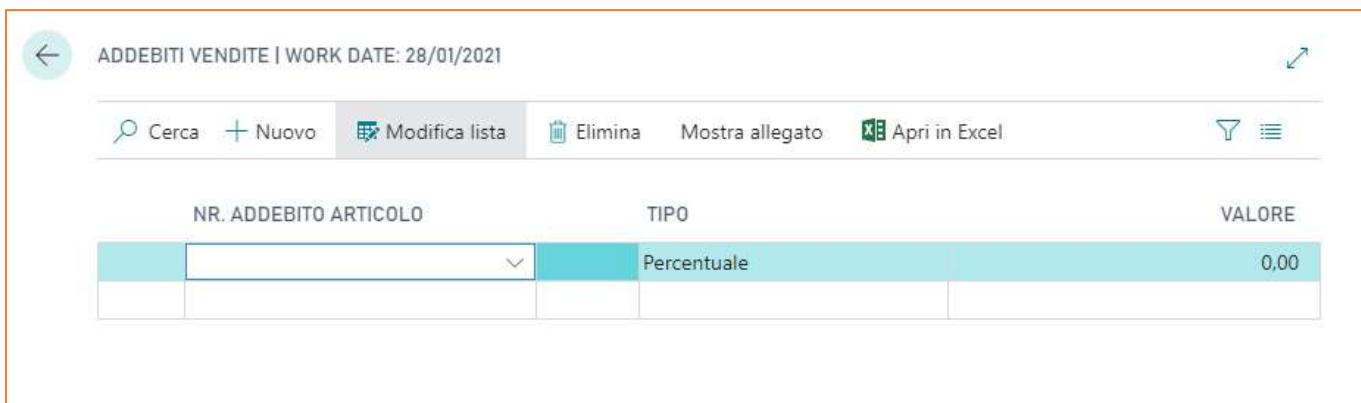 ADDEBITI VENDITE | WORK DATE: 28/01/2021
Cerca + Nuovo Modifica lista Elimina Mostra allegato Apri in Excel
NR. ADDEBITO ARTICOLO TIPO VALORE
Percentuale 0,00